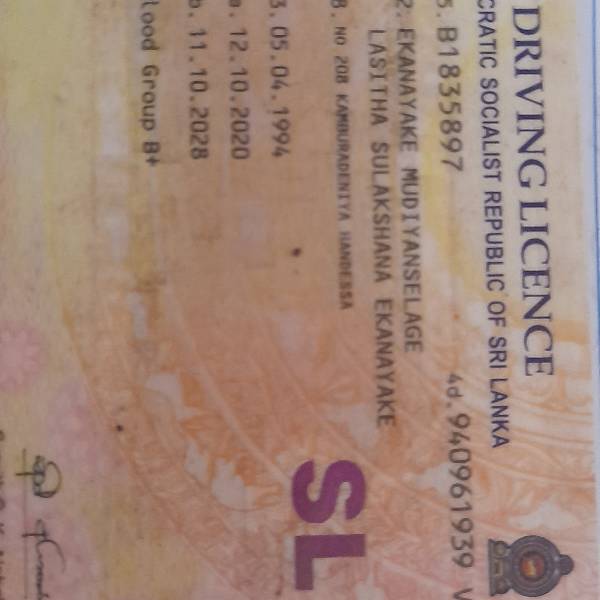 DRIVING LICENCE
CRATIC SOCIALIST REPUBLIC OF SRI LANKA
5. B1835897
4d. 940961939 V
2. EKANAYAKE MUDIYANSELAGE
LASITHA SULAKSHANA EKANAYAKE
8. NO 208 KAMBURADENIYA HANDESSA
3. 05.04.1994
a. 12.10.2020
b. 11.10.2028
lood Group B+
SL